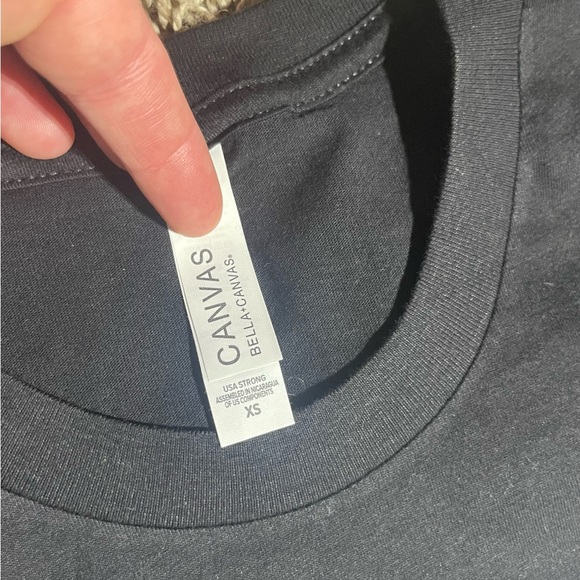 CANVAS
BELLA+CANVAS®
USA STRONG
ASSEMBLED IN NICARAGUA
OF US COMPONENTS
XS